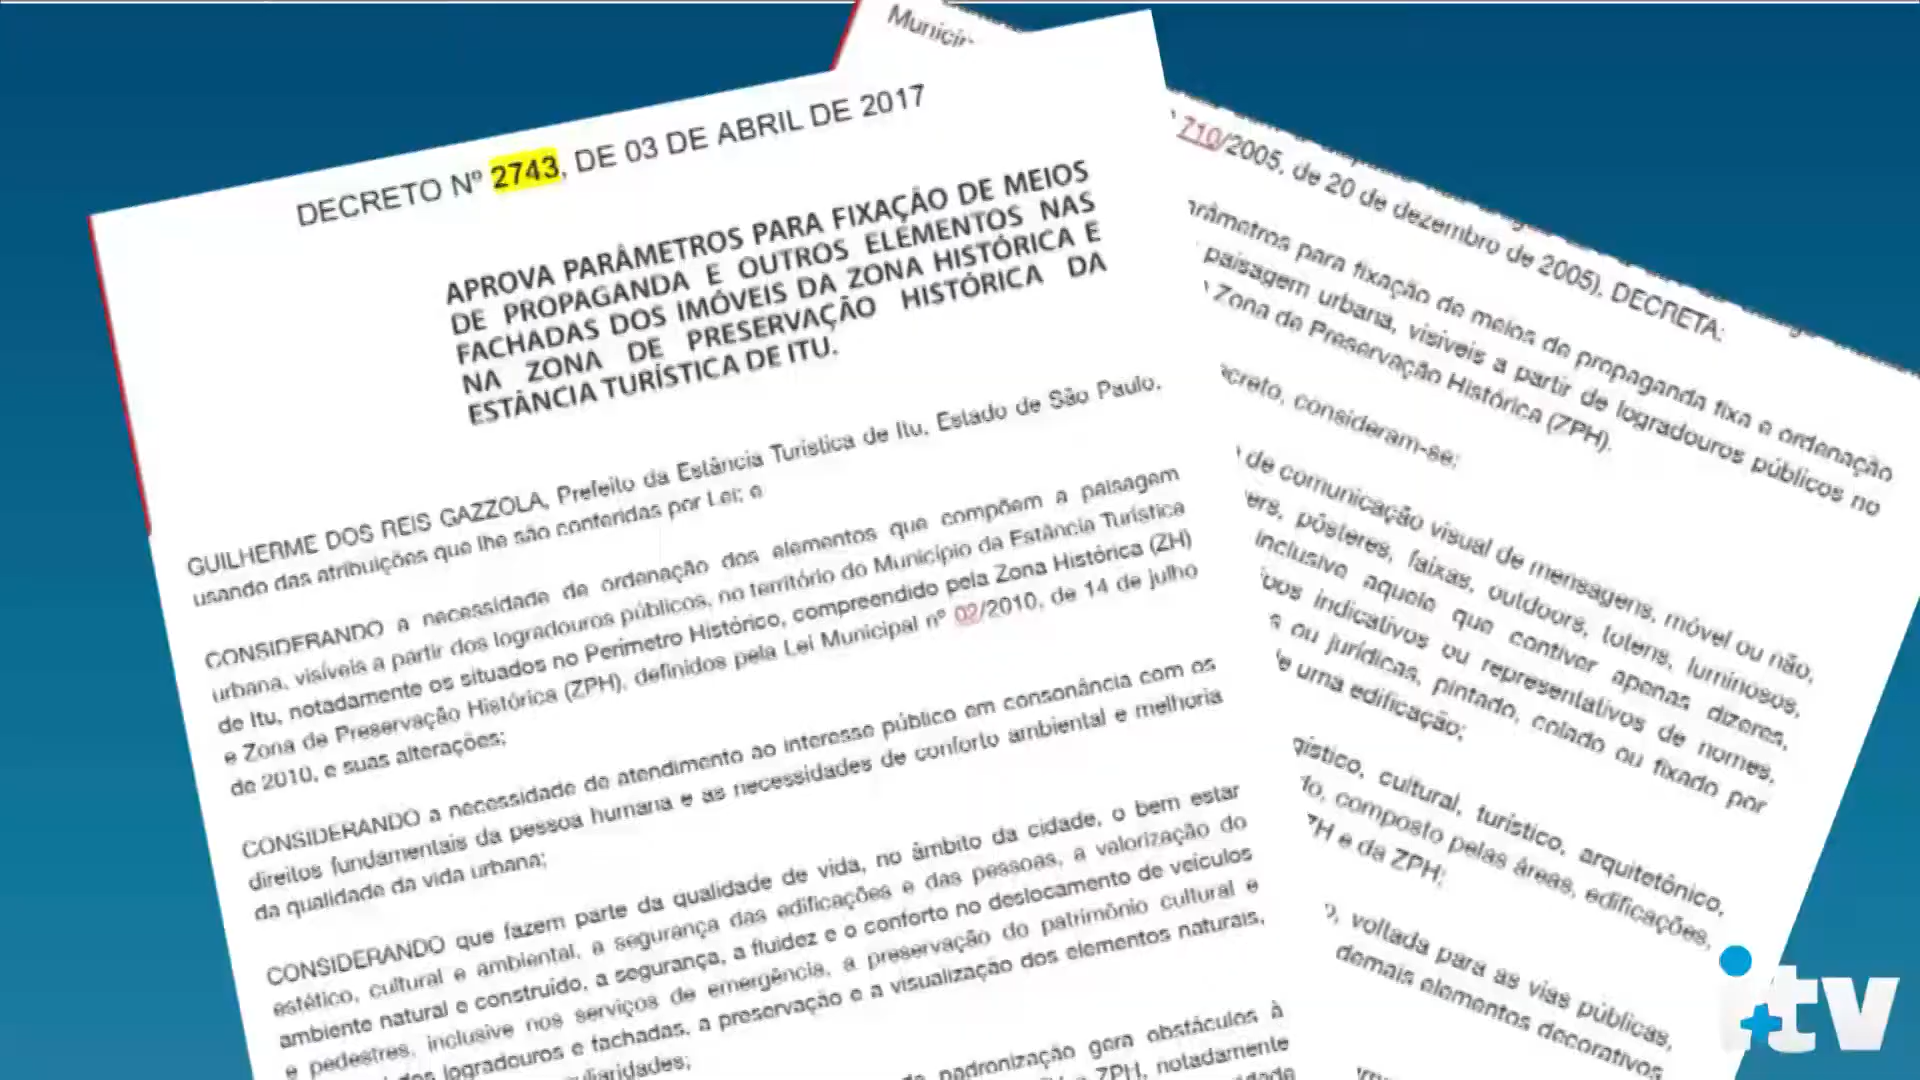 DECRETO Nº 2743, DE 03 DE ABRIL DE 2017
APROVA PARÂMETROS PARA FIXAÇÃO DE MEIOS
DE PROPAGANDA E OUTROS ELEMENTOS NAS
FACHADAS DOS IMÓVEIS DA ZONA HISTÓRICA E
NA ZONA DE PRESERVAÇÃO HISTÓRICA DA
ESTÂNCIA TURÍSTICA DE ITU.
GUILHERME DOS REIS GAZZOLA, Prefeito da Estância Turística de Itu, Estado de São Paulo,
usando das atribuições que lhe são conferidas por Lei; e
CONSIDERANDO a necessidade de ordenação dos elementos que compõem a paisagem
urbana, visíveis a partir dos logradouros públicos, no território do Município da Estância Turística
de Itu, notadamente os situados no Perímetro Histórico, compreendido pela Zona Histórica (ZH)
e Zona de Preservação Histórica (ZPH), definidos pela Lei Municipal nº 02/2010, de 14 de julho
de 2010, e suas alterações;
CONSIDERANDO a necessidade de atendimento ao interesse público em consonância com os
direitos fundamentais da pessoa humana e as necessidades de conforto ambiental e melhoria
da qualidade da vida urbana;
CONSIDERANDO que fazem parte da qualidade de vida, no âmbito da cidade, o bem estar
estético, cultural e ambiental, a segurança das edificações e das pessoas, a valorização do
ambiente natural e construído, a segurança, a fluidez e o conforto no deslocamento de veículos
e pedestres, inclusive nos serviços de emergência, a preservação do patrimônio cultural e
logradouros e fachadas, a preservação e a visualização dos elementos naturais,
padronização gera obstáculos à
ZPH, notadamente
710/2005, de 20 de dezembro de 2005), DECRETA:
parâmetros para fixação de meios de propaganda fixa e ordenação
paisagem urbana, visíveis a partir de logradouros públicos no
Zona de Preservação Histórica (ZPH).
creto, consideram-se:
de comunicação visual de mensagens, móvel ou não,
ers, pôsteres, faixas, outdoors, totens, luminosos,
inclusive aquele que contiver apenas dizeres,
indicativos ou representativos de nomes,
ou jurídicas, pintado, colado ou fixado por
e uma edificação;
gístico, cultural, turístico, arquitetônico,
do, composto pelas áreas, edificações,
ZH e da ZPH;
o, voltada para as vias públicas,
demais elementos decorativos
itv